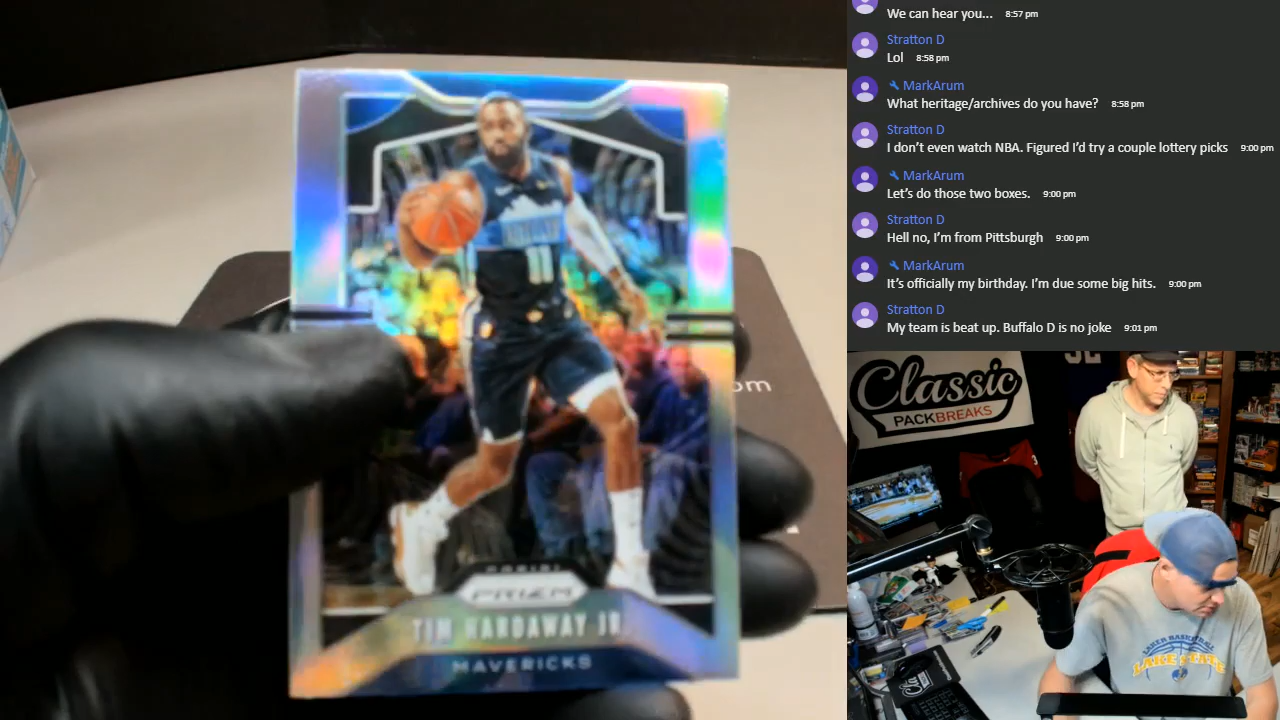 We can hear you... 8:57 pm
Stratton D
Lol 8:58 pm
MarkArum
What heritage/archives do you have? 8:58 pm
Stratton D
I don't even watch NBA. Figured I'd try a couple lottery picks 9:00 pm
MarkArum
Let's do those two boxes. 9:00 pm
Stratton D
Hell no, I'm from Pittsburgh 9:00 pm
MarkArum
It's officially my birthday. I'm due some big hits. 9:00 pm
Stratton D
My team is beat up. Buffalo D is no joke 9:01 pm
11
om
PANINI
PRIZM
TIM HARDAWAY JR
MAVERICKS
Classic
PACKBREAKS
LAKER BASKETBALL
LAKE STATE